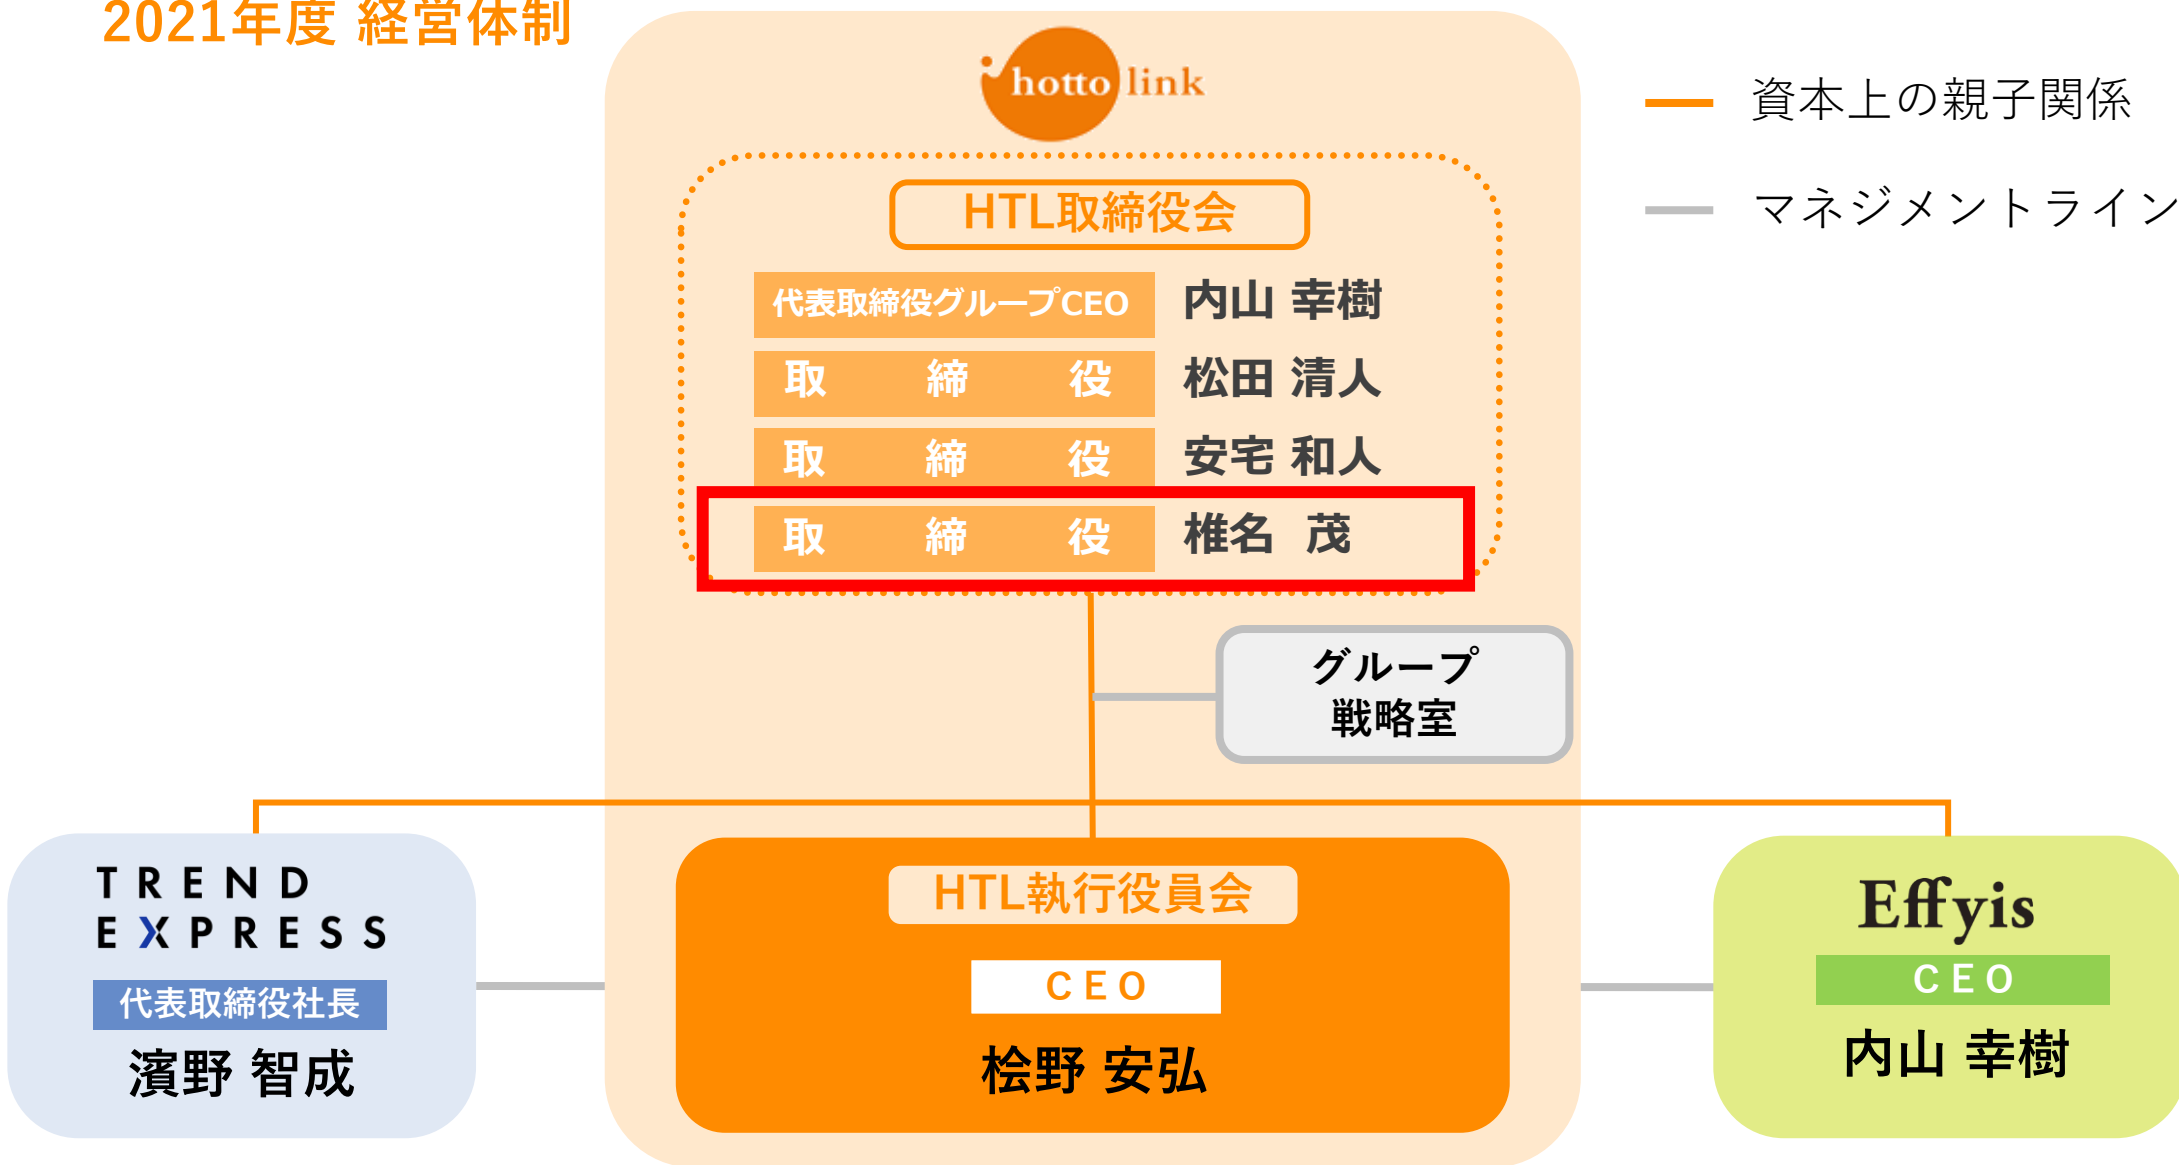 2021年度 経営体制
hotto link
資本上の親子関係
マネジメントライン
HTL取締役会
代表取締役グループCEO 内山 幸樹
取締役 松田 清人
取締役 安宅 和人
取締役 椎名 茂
グループ
戦略室
TREND
EXPRESS
代表取締役社長
濱野 智成
HTL執行役員会
CEO
桧野 安弘
Effyis
CEO
内山 幸樹